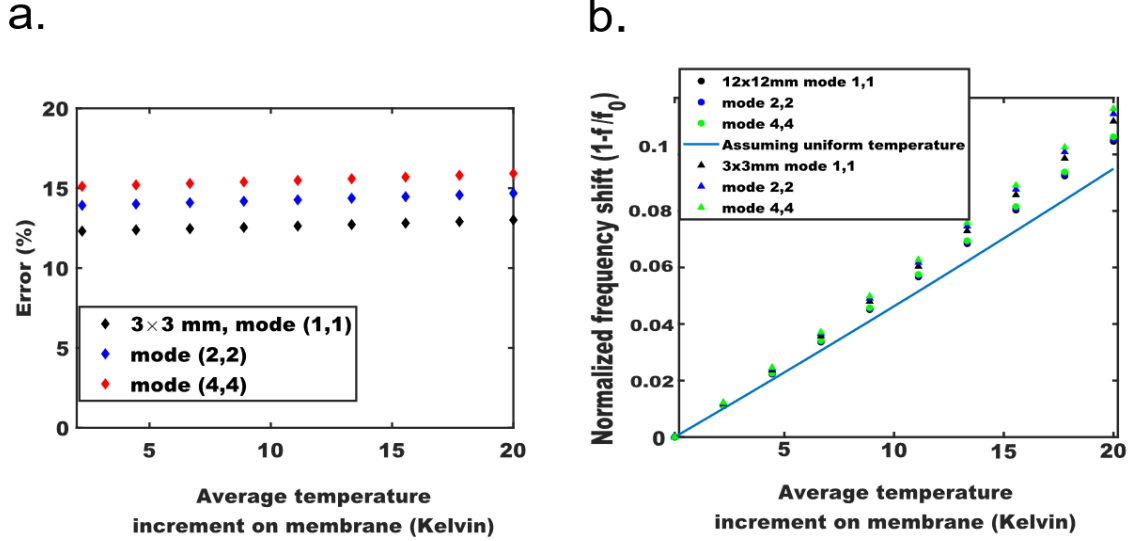 a.
20
15
10
5
0
Error (%)
3×3 mm, mode (1,1)
mode (2,2)
mode (4,4)
5
10
15
20
Average temperature
increment on membrane (Kelvin)
b.
Normalized frequency shift (1-f/f0)
12x12mm mode 1,1
mode 2,2
mode 4,4
Assuming uniform temperature
3x3mm mode 1,1
mode 2,2
mode 4,4
0.1
0.08
0.06
0.04
0.02
0
5
10
15
20
Average temperature
increment on membrane (Kelvin)